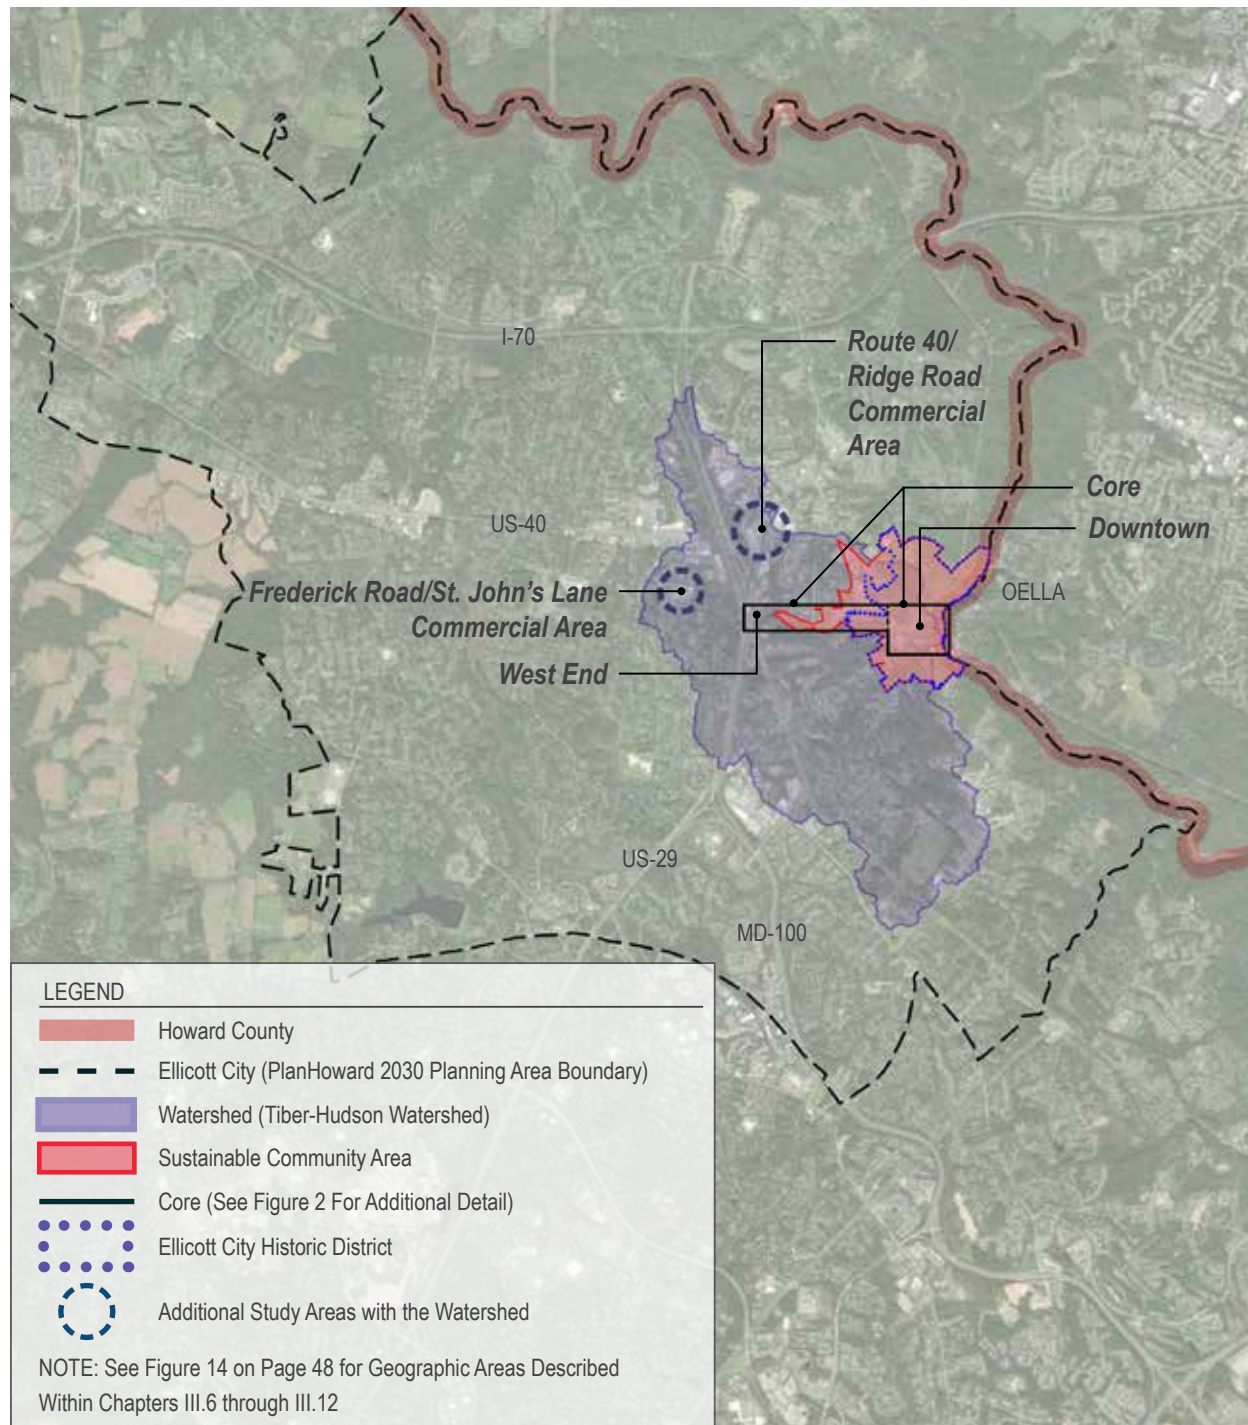 I-70
Route 40/
Ridge Road
Commercial
Area
Core
US-40
Downtown
Frederick Road/St. John's Lane
Commercial Area
OELLA
West End
US-29
MD-100
LEGEND
Howard County
Ellicott City (PlanHoward 2030 Planning Area Boundary)
Watershed (Tiber-Hudson Watershed)
Sustainable Community Area
Core (See Figure 2 For Additional Detail)
Ellicott City Historic District
Additional Study Areas with the Watershed
NOTE: See Figure 14 on Page 48 for Geographic Areas Described
Within Chapters III.6 through III.12